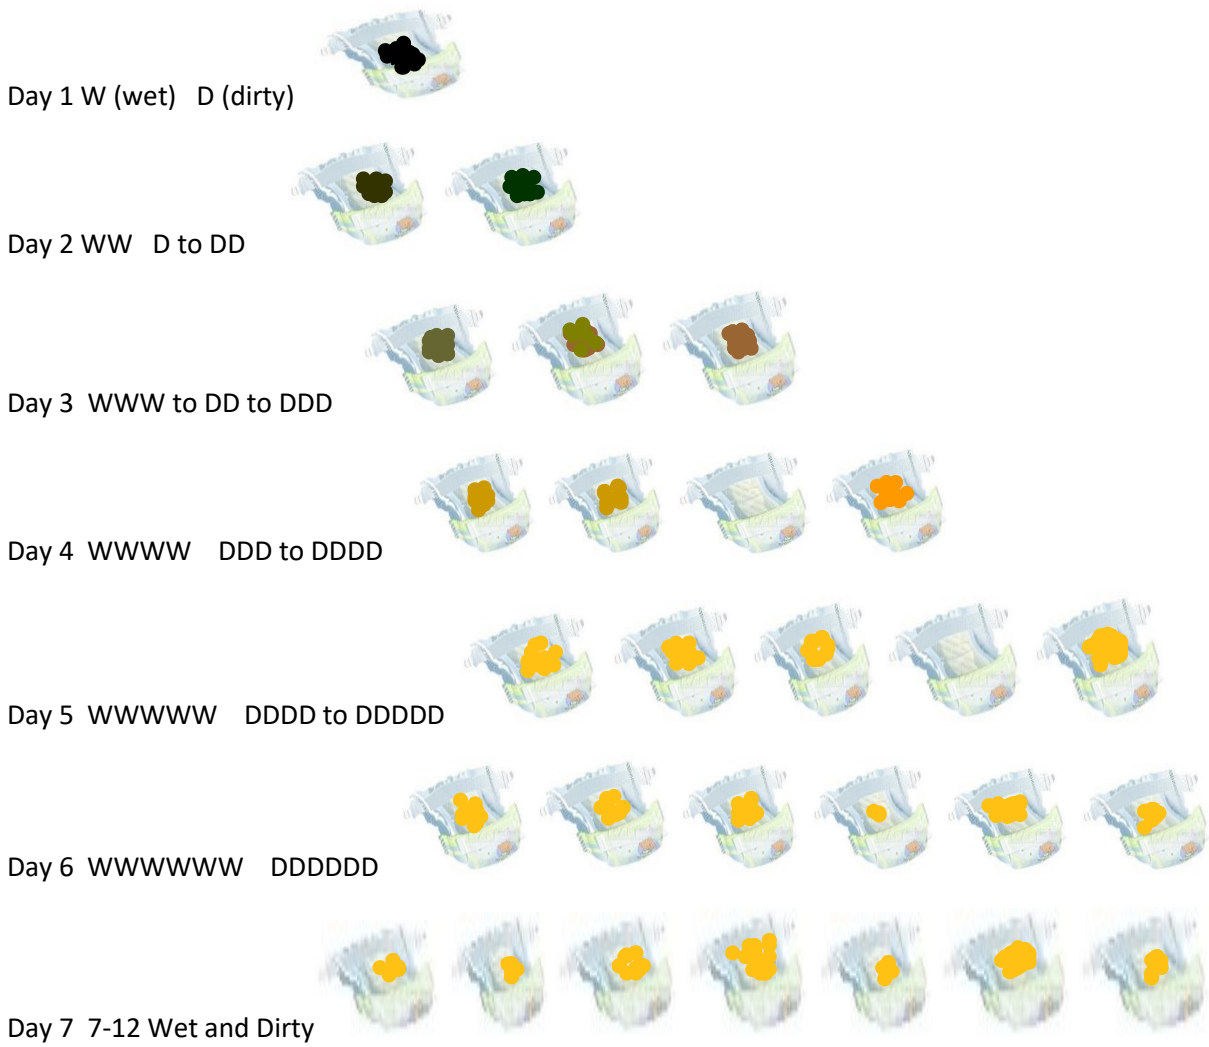 Day 1 W (wet) D (dirty)
Day 2 WW D to DD
Day 3 WWW to DD to DDD
Day 4 WWWW DDD to DDDD
Day 5 WWWWW DDDD to DDDDD
Day 6 WWWWWW DDDDDD
Day 7 7-12 Wet and Dirty